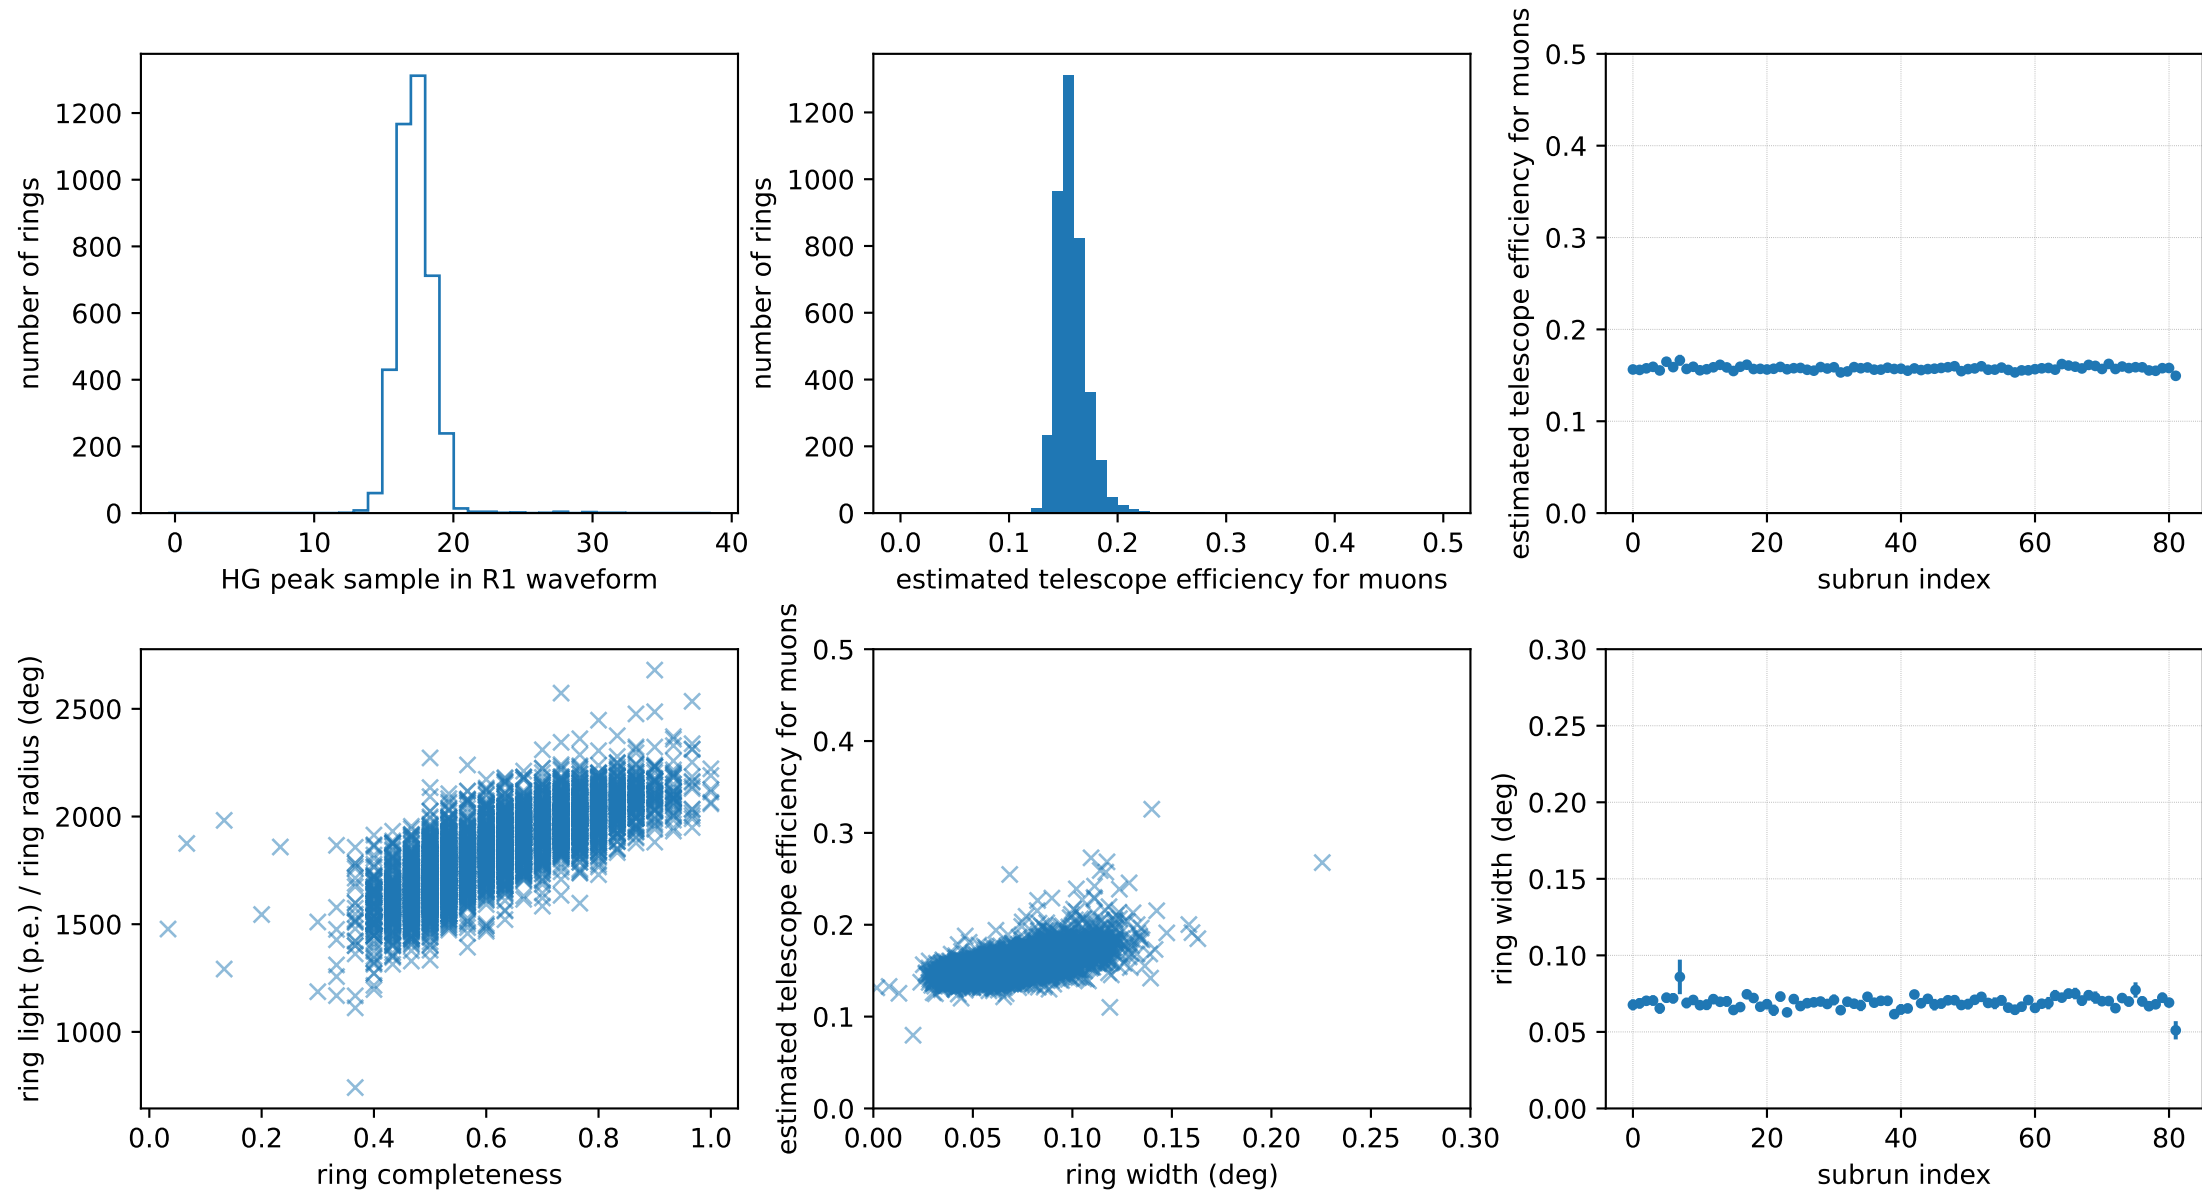 number of rings
1200
1000
800
600
400
200
0
0 10 20 30 40
HG peak sample in R1 waveform
number of rings
1200
1000
800
600
400
200
0
0.0 0.1 0.2 0.3 0.4 0.5
estimated telescope efficiency for muons
estimated telescope efficiency for muons
0.5
0.4
0.3
0.2
0.1
0.0
0 20 40 60 80
subrun index
ring light (p.e.) / ring radius (deg)
2500
2000
1500
1000
0.0 0.2 0.4 0.6 0.8 1.0
ring completeness
estimated telescope efficiency for muons
0.5
0.4
0.3
0.2
0.1
0.0
0.00 0.05 0.10 0.15 0.20 0.25 0.30
ring width (deg)
ring width (deg)
0.30
0.25
0.20
0.15
0.10
0.05
0.00
0 20 40 60 80
subrun index